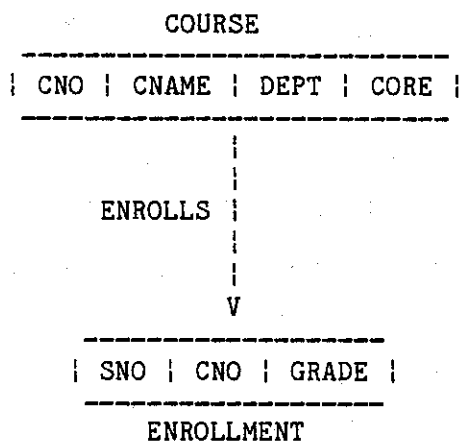 COURSE
| CNO | CNAME | DEPT | CORE |
ENROLLS
V
| SNO | CNO | GRADE |
ENROLLMENT